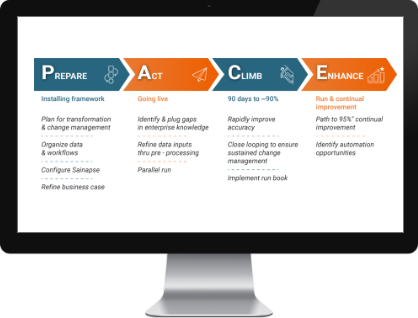 PREPARE
ACT
CLIMB
ENHANCE
Installing framework
Plan for transformation
& change management
Organize data
& workflows
Configure Sainapse
Refine business case
Going live
Identify & plug gaps
in enterprise knowledge
Refine data inputs
thru pre - processing
Parallel run
90 days to ~90%
Rapidly improve
accuracy
Close looping to ensure
sustained change
management
Implement run book
Run & continual
improvement
Path to 95%+ continual
improvement
Identify automation
opportunities